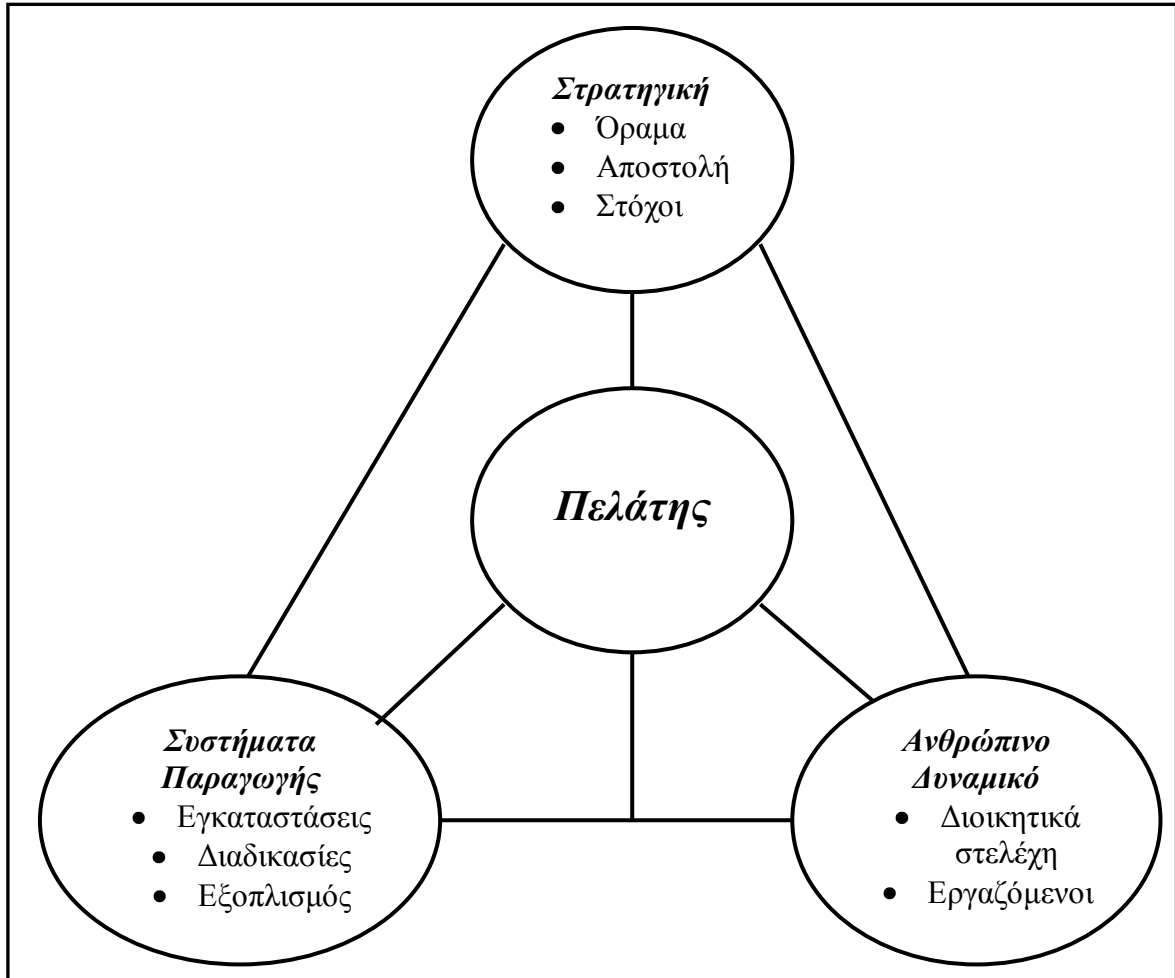 Στρατηγική
• Όραμα
• Αποστολή
• Στόχοι
Πελάτης
Συστήματα
Παραγωγής
• Εγκαταστάσεις
• Διαδικασίες
• Εξοπλισμός
Ανθρώπινο
Δυναμικό
• Διοικητικά
στελέχη
• Εργαζόμενοι